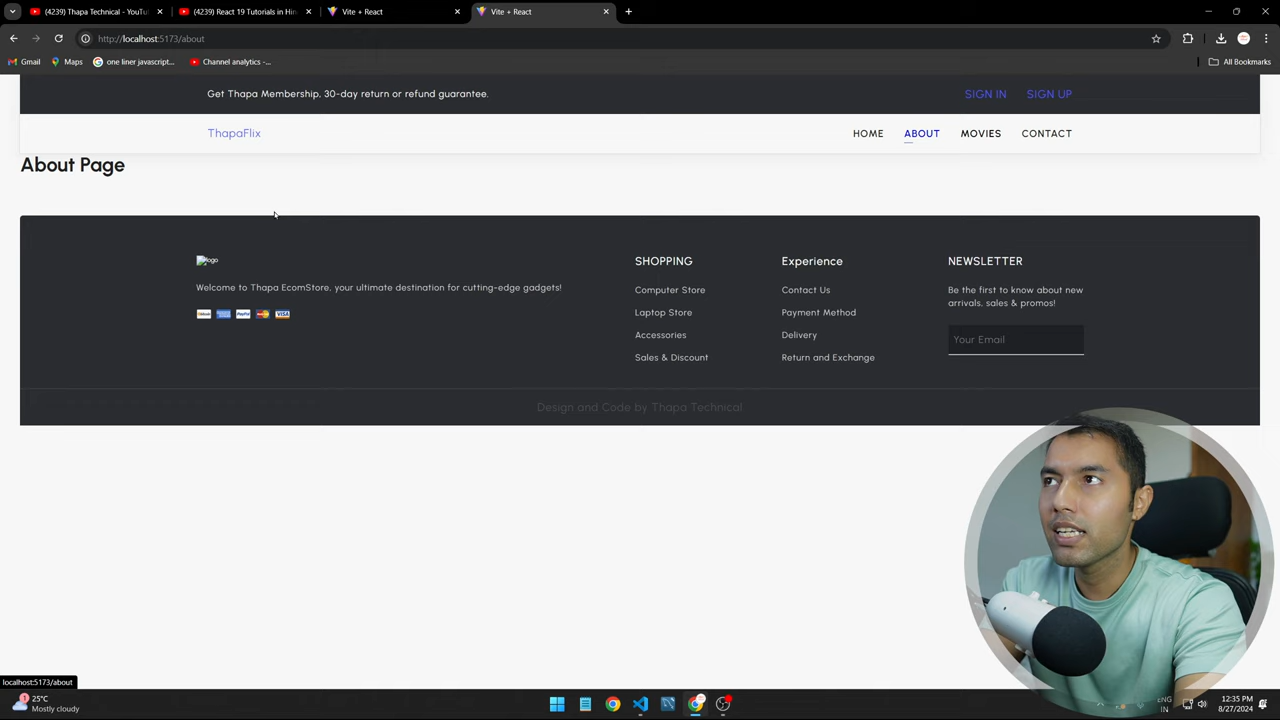 (4239) Thapa Technical - YouTu
(4239) React 19 Tutorials in Hin
Vite + React
Vite + React
http://localhost:5173/about
Gmail
Maps
one liner javascript...
Channel analytics -...
All Bookmarks
Get Thapa Membership, 30-day return or refund guarantee.
SIGN IN
SIGN UP
ThapaFlix
HOME
ABOUT
MOVIES
CONTACT
About Page
logo
Welcome to Thapa EcomStore, your ultimate destination for cutting-edge gadgets!
PayPal
VISA
SHOPPING
Computer Store
Laptop Store
Accessories
Sales & Discount
Experience
Contact Us
Payment Method
Delivery
Return and Exchange
NEWSLETTER
Be the first to know about new
arrivals, sales & promos!
Your Email
Design and Code by Thapa Technical
localhost:5173/about
1
25°C
Mostly cloudy
ENG
IN
12:35 PM
8/27/2024